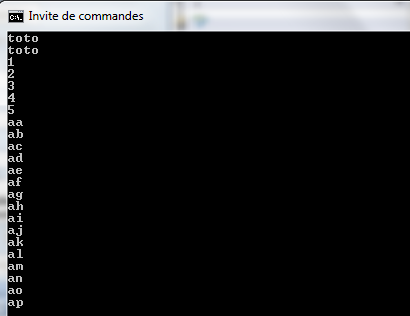 Invite de commandes
toto
toto
1
2
3
4
5
aa
ab
ac
ad
ae
af
ag
ah
ai
aj
ak
al
am
an
ao
ap